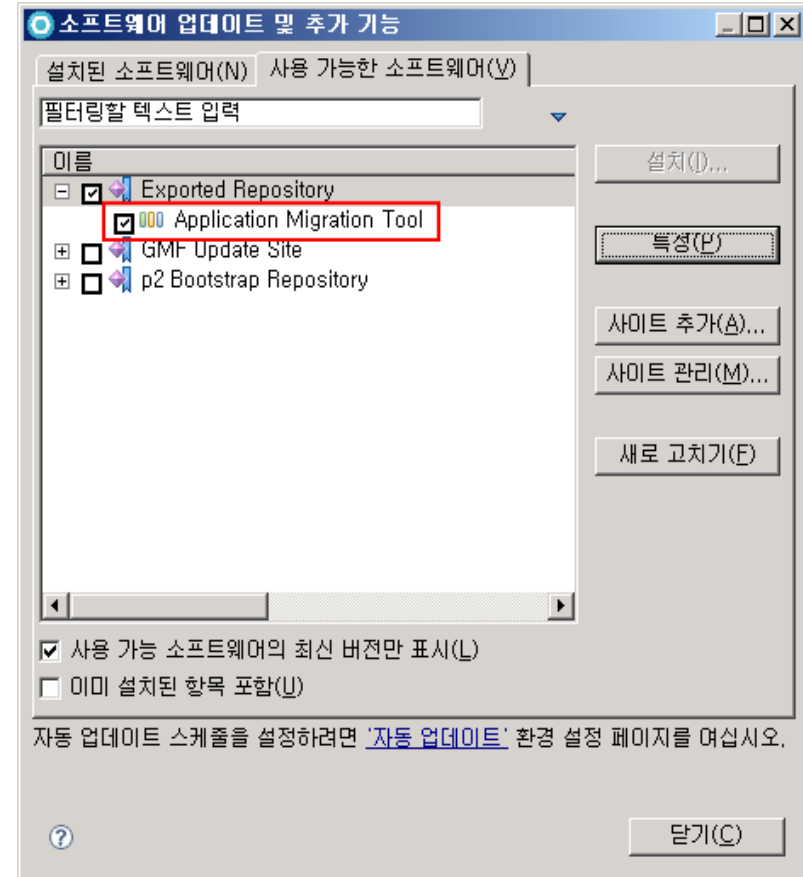 소프트웨어 업데이트 및 추가 기능
설치된 소프트웨어(N) 사용 가능한 소프트웨어(V)
필터링할 텍스트 입력
이름
설치(I)...
Exported Repository
Application Migration Tool
특성(P)
GMF Update Site
p2 Bootstrap Repository
사이트 추가(A)...
사이트 관리(M)...
새로 고치기(F)
사용 가능 소프트웨어의 최신 버전만 표시(L)
이미 설치된 항목 포함(U)
자동 업데이트 스케줄을 설정하려면 '자동 업데이트' 환경 설정 페이지를 여십시오.
닫기(C)